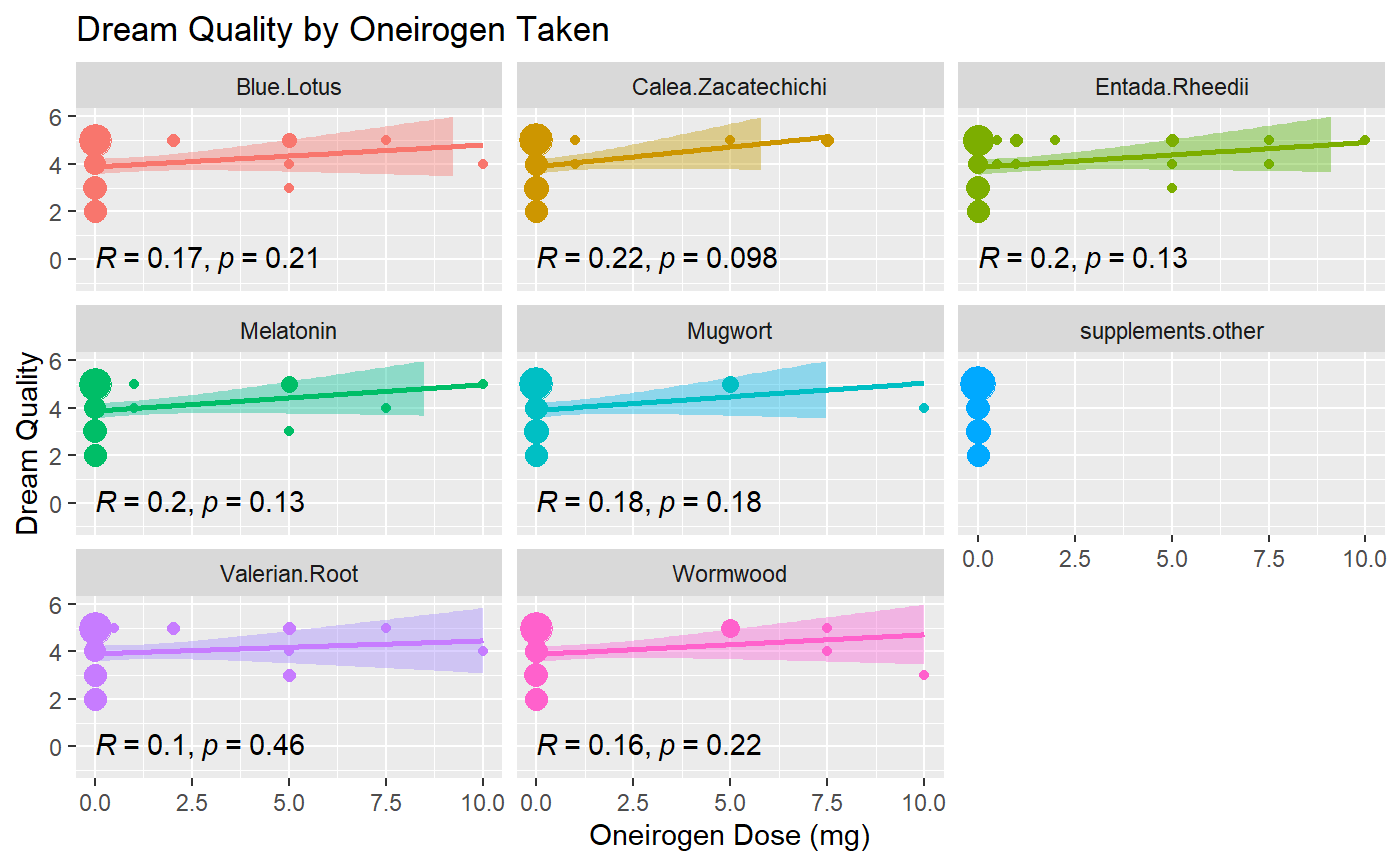 Dream Quality by Oneirogen Taken
Blue.Lotus
Calea.Zacatechichi
Entada.Rheedii
6
4
2
0
R = 0.17, p = 0.21
R = 0.22, p = 0.098
R = 0.2, p = 0.13
Melatonin
Mugwort
supplements.other
6
4
2
0
R = 0.2, p = 0.13
R = 0.18, p = 0.18
0.0 2.5 5.0 7.5 10.0
Dream Quality
Valerian.Root
Wormwood
6
4
2
0
R = 0.1, p = 0.46
R = 0.16, p = 0.22
0.0 2.5 5.0 7.5 10.0
0.0 2.5 5.0 7.5 10.0
Oneirogen Dose (mg)